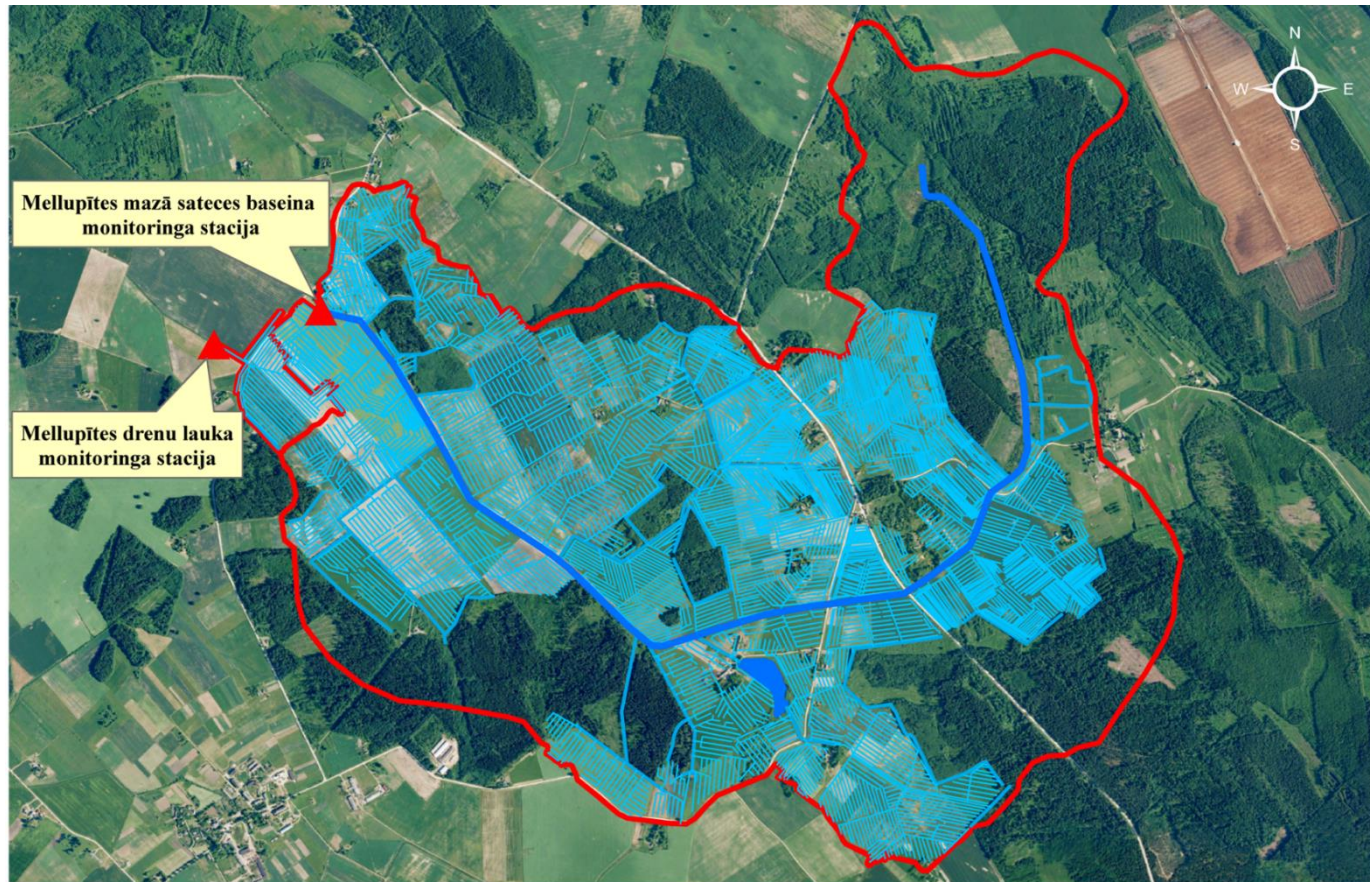 N
W
E
S
Mellupītes mazā sateces baseina
monitoringa stacija
Mellupītes drenu lauka
monitoringa stacija